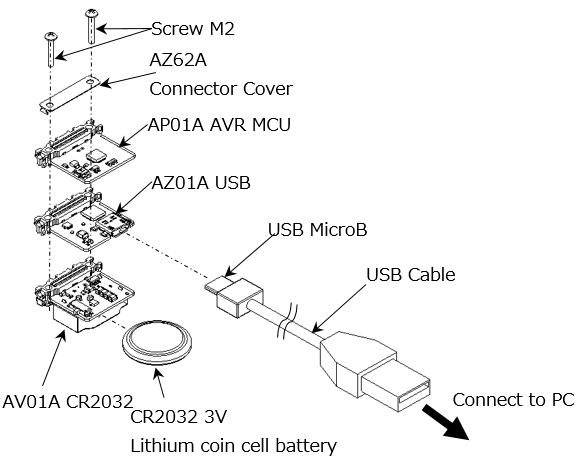 Screw M2
AZ62A
Connector Cover
AP01A AVR MCU
AZ01A USB
USB MicroB
USB Cable
AV01A CR2032
CR2032 3V
Lithium coin cell battery
Connect to PC